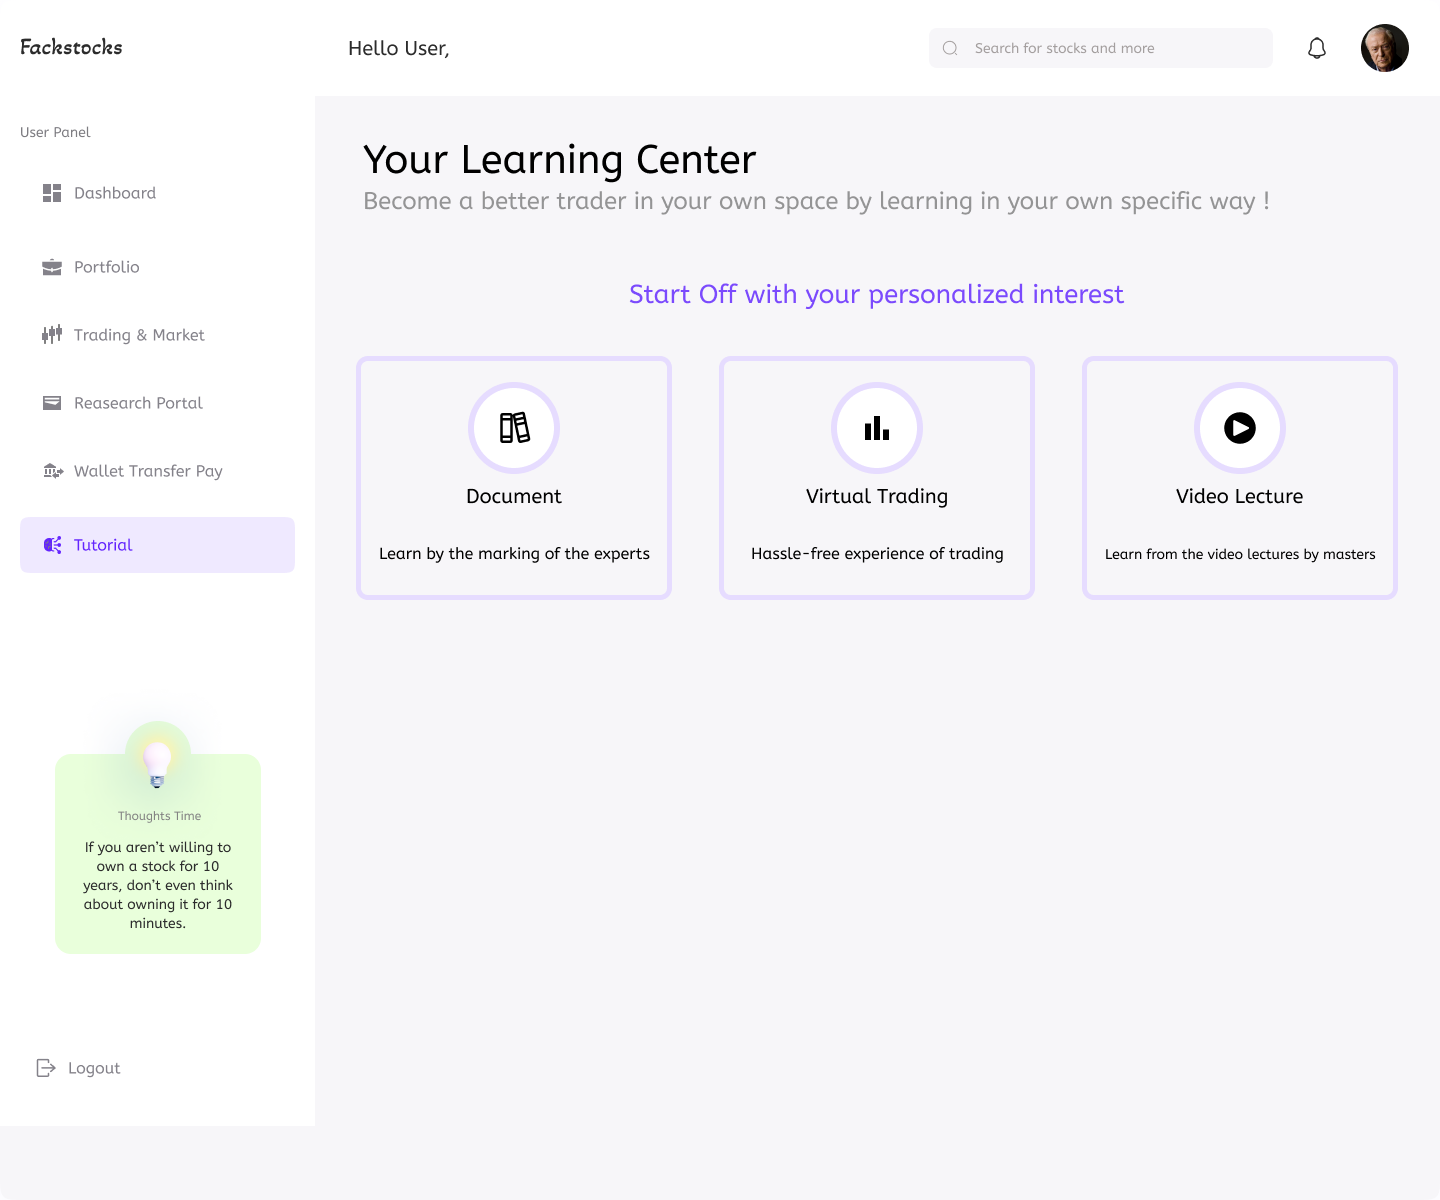 Fackstocks
Hello User,
Search for stocks and more
User Panel
Dashboard
Portfolio
Trading & Market
Reasearch Portal
Wallet Transfer Pay
Tutorial
Thoughts Time
If you aren’t willing to
own a stock for 10
years, don’t even think
about owning it for 10
minutes.
Logout
Your Learning Center
Become a better trader in your own space by learning in your own specific way !
Start Off with your personalized interest
Document
Learn by the marking of the experts
Virtual Trading
Hassle-free experience of trading
Video Lecture
Learn from the video lectures by masters